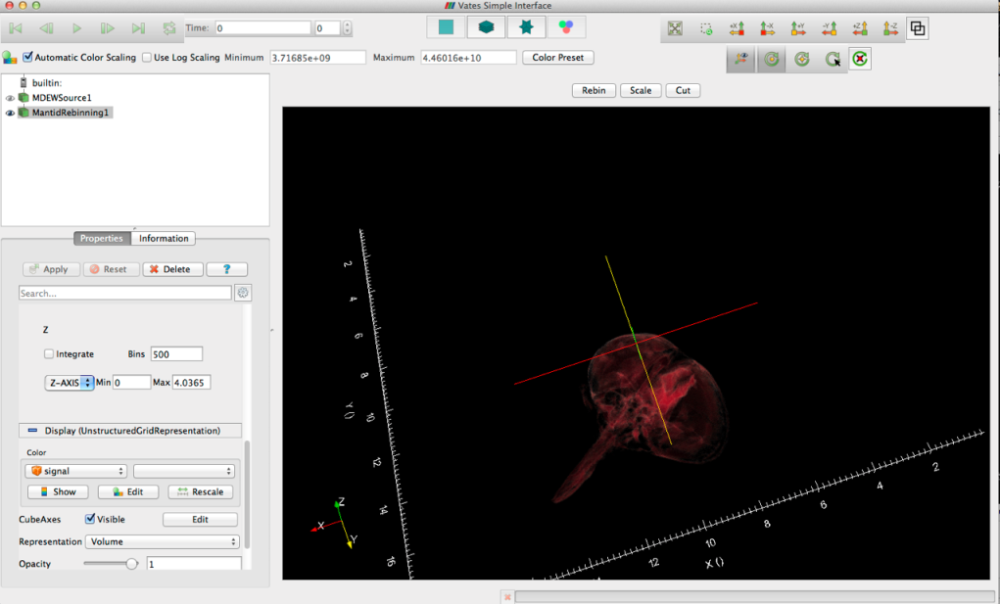 Vates Simple Interface
Time: 0 0
Automatic Color Scaling Use Log Scaling Minimum 3.71685e+09 Maximum 4.46016e+10 Color Preset
+X -X +Y -Y +Z -Z
builtin:
MDEWSource1
MantidRebinning1
Rebin Scale Cut
Properties Information
Apply Reset Delete ?
Search...
Z
Integrate Bins 500
Z-AXIS Min 0 Max 4.0365
Display (UnstructuredGridRepresentation)
Color
signal
Show Edit Rescale
CubeAxes Visible Edit
Representation Volume
Opacity 1
2
4
6
8
Y ()
10
12
14
16
Z
X
Y
2
4
6
8
10
12
X ()